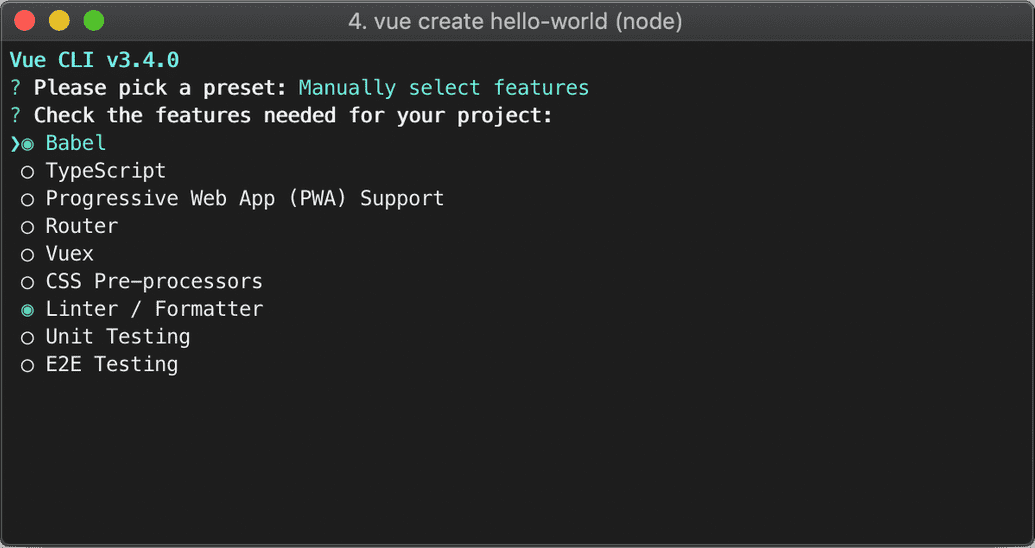 4. vue create hello-world (node)
Vue CLI v3.4.0
? Please pick a preset: Manually select features
? Check the features needed for your project:
❯◉ Babel
◯ TypeScript
◯ Progressive Web App (PWA) Support
◯ Router
◯ Vuex
◯ CSS Pre-processors
◉ Linter / Formatter
◯ Unit Testing
◯ E2E Testing